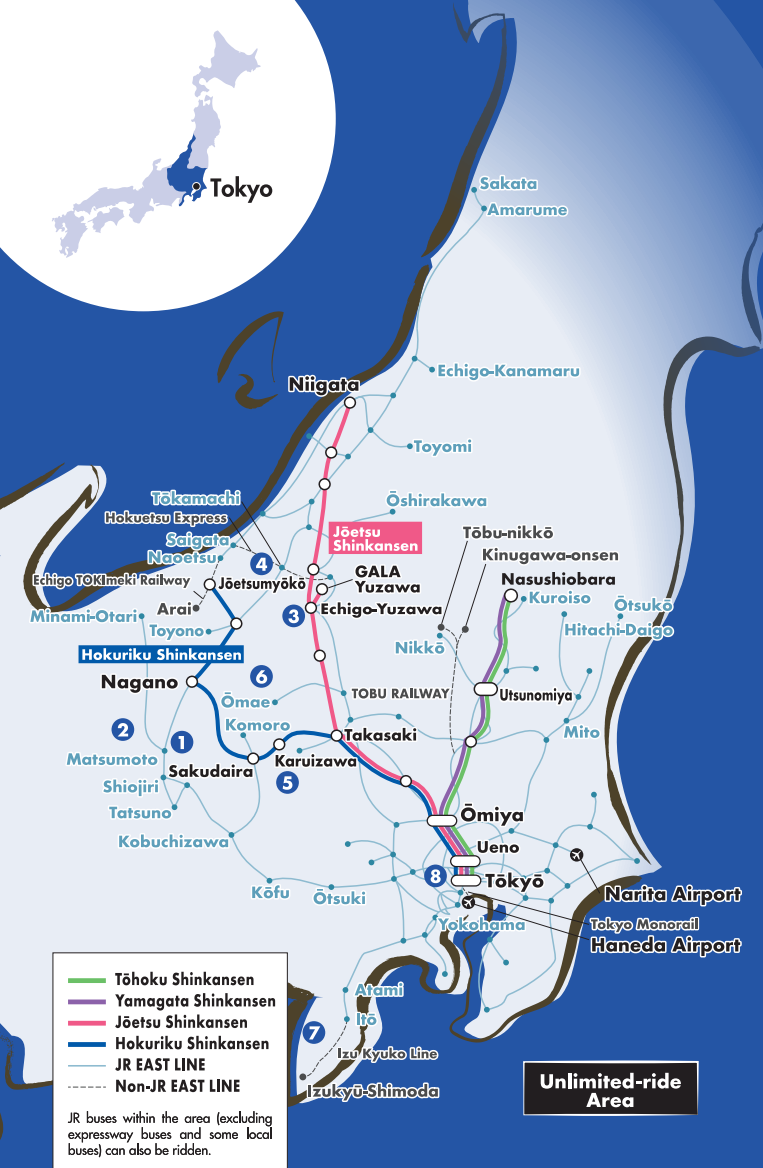 Tokyo
Sakata
Amarume
Echigo-Kanamaru
Niigata
Toyomi
Tōkamachi
Ōshirakawa
Hokuetsu Express
Jōetsu
Shinkansen
Tōbu-nikkō
Saigata
Kinugawa-onsen
Naoetsu
4
GALA
Yuzawa
Nasushiobara
Echigo TOKImeki Railway
Jōetsumyōkō
Kuroiso
Arai
3
Echigo-Yuzawa
Ōtsukō
Minami-Otari
Toyono
Hitachi-Daigo
Nikkō
Hokuriku Shinkansen
6
Nagano
TOBU RAILWAY
Utsunomiya
Ōmae
Komoro
2
1
Takasaki
Mito
Matsumoto
Sakudaira
Karuizawa
Shiojiri
5
Tatsuno
Ōmiya
Kobuchizawa
Ueno
8
Tōkyō
Kōfu
Ōtsuki
Narita Airport
Yokohama
Tokyo Monorail
Haneda Airport
Atami
Itō
7
Izu Kyuko Line
Izukyū-Shimoda
Tōhoku Shinkansen
Yamagata Shinkansen
Jōetsu Shinkansen
Hokuriku Shinkansen
JR EAST LINE
Non-JR EAST LINE
JR buses within the area (excluding
expressway buses and some local
buses) can also be ridden.
Unlimited-ride
Area